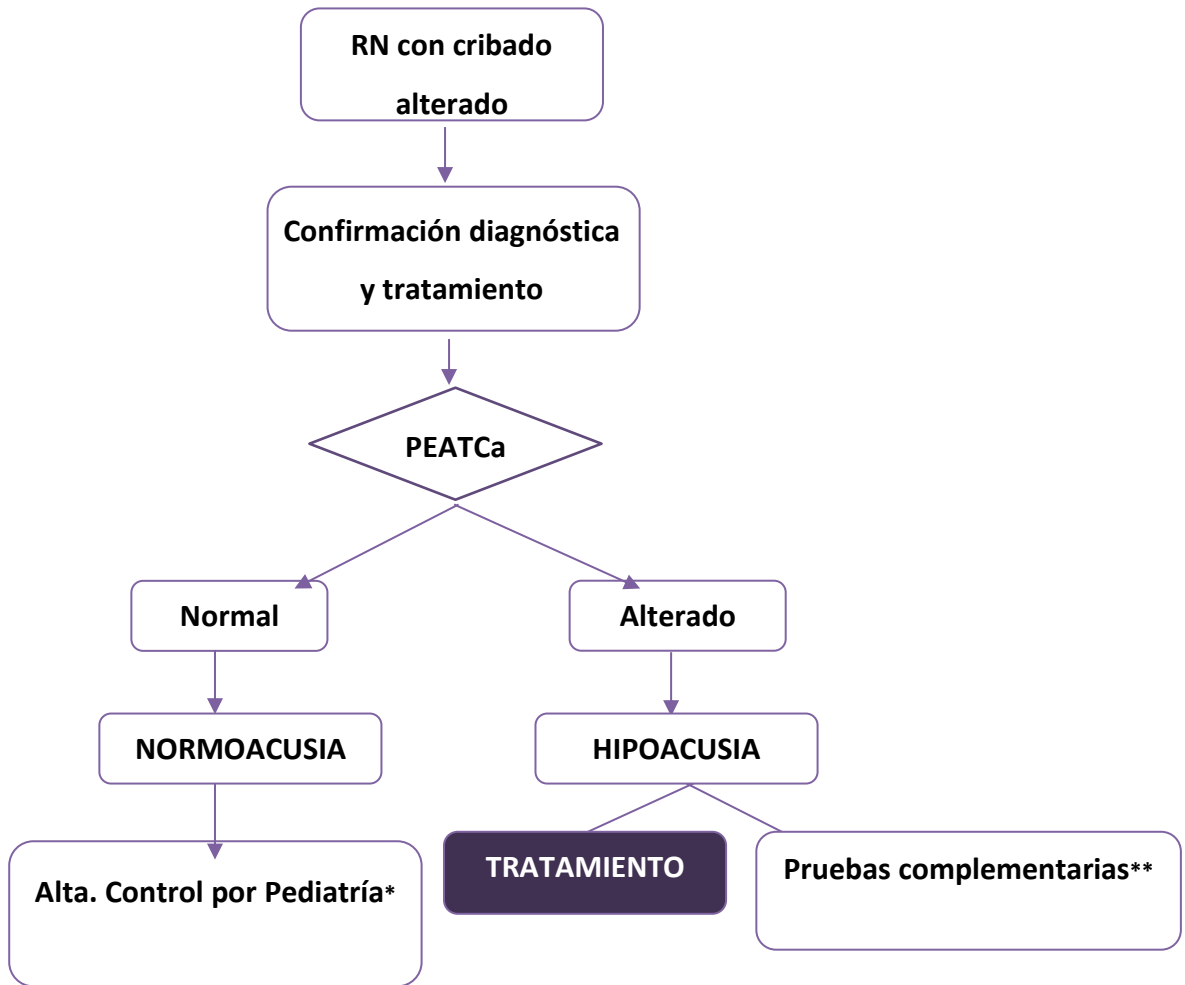 RN con cribado
alterado
Confirmación diagnóstica
y tratamiento
PEATCa
Normal
Alterado
NORMOACUSIA
HIPOACUSIA
Alta. Control por Pediatría*
TRATAMIENTO
Pruebas complementarias**